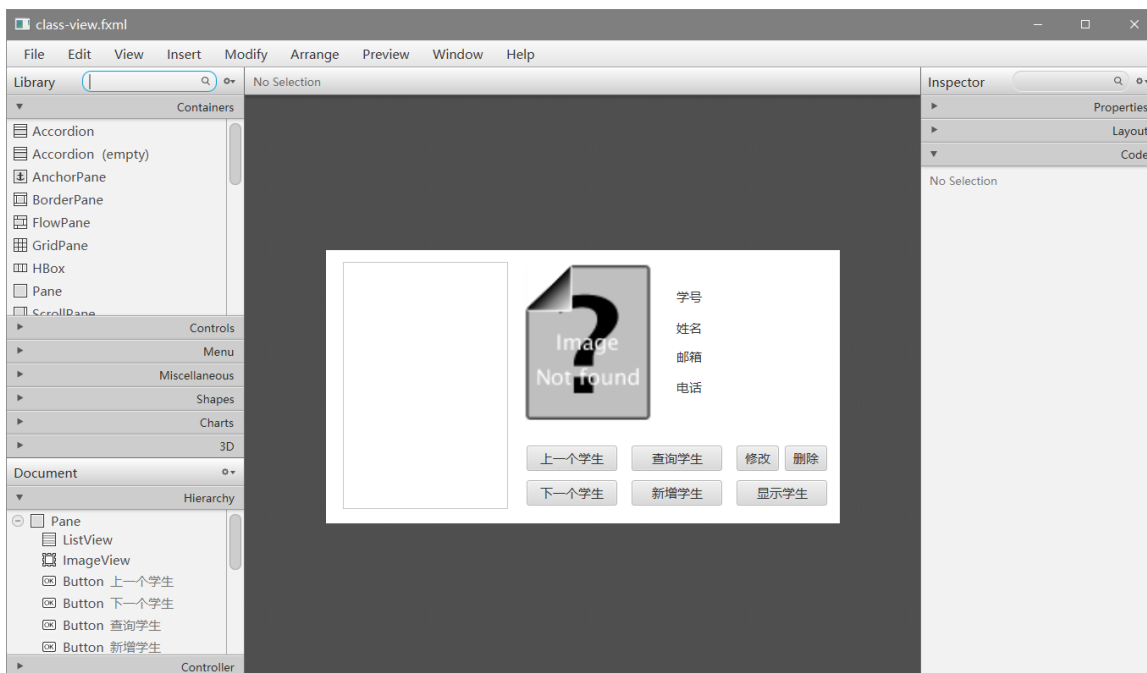 class-view.fxml
File Edit View Insert Modify Arrange Preview Window Help
Library
No Selection
Inspector
Containers
Accordion
Accordion (empty)
AnchorPane
BorderPane
FlowPane
GridPane
HBox
Pane
ScrollPane
Controls
Menu
Miscellaneous
Shapes
Charts
3D
Document
Hierarchy
Pane
ListView
ImageView
OK Button 上一个学生
OK Button 下一个学生
OK Button 查询学生
OK Button 新增学生
Controller
Image
Not found
学号
姓名
邮箱
电话
上一个学生 查询学生 修改 删除
下一个学生 新增学生 显示学生
Properties
Layout
Code
No Selection